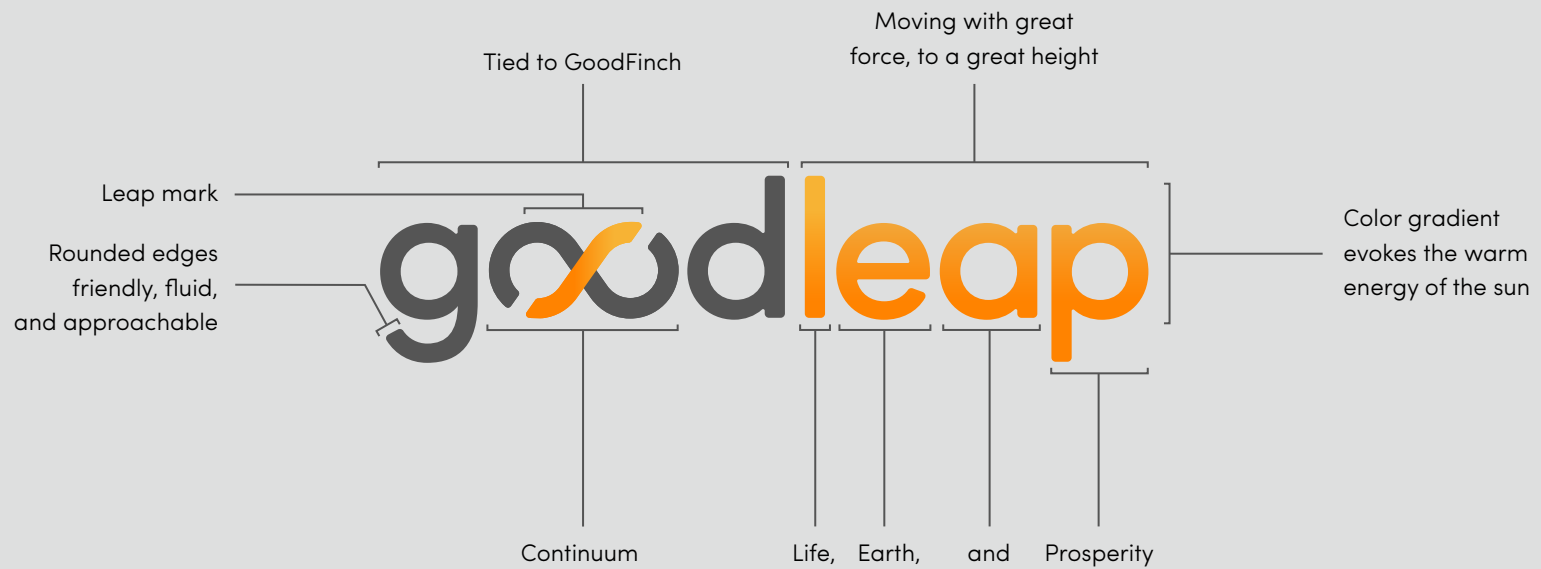 Moving with great
force, to a great height
Tied to GoodFinch
Leap mark
Rounded edges
friendly, fluid,
and approachable
goodleap
Color gradient
evokes the warm
energy of the sun
Continuum
Life, Earth, and Prosperity